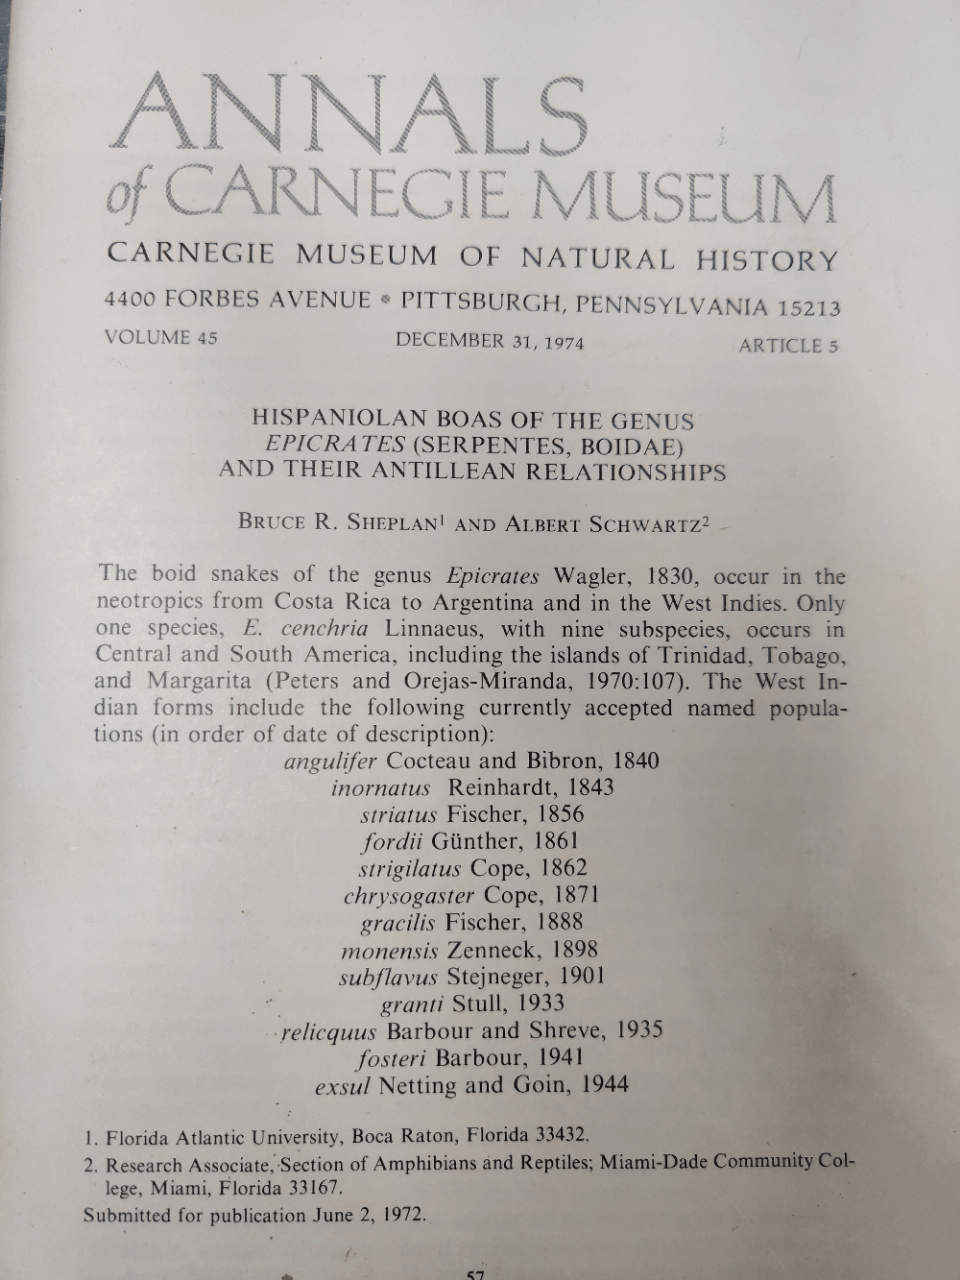 ANNALS
of CARNEGIE MUSEUM
CARNEGIE MUSEUM OF NATURAL HISTORY
4400 FORBES AVENUE • PITTSBURGH, PENNSYLVANIA 15213
VOLUME 45 DECEMBER 31, 1974 ARTICLE 5
HISPANIOLAN BOAS OF THE GENUS
EPICRATES (SERPENTES, BOIDAE)
AND THEIR ANTILLEAN RELATIONSHIPS
BRUCE R. SHEPLAN¹ AND ALBERT SCHWARTZ²
The boid snakes of the genus Epicrates Wagler, 1830, occur in the
neotropics from Costa Rica to Argentina and in the West Indies. Only
one species, E. cenchria Linnaeus, with nine subspecies, occurs in
Central and South America, including the islands of Trinidad, Tobago,
and Margarita (Peters and Orejas-Miranda, 1970:107). The West In-
dian forms include the following currently accepted named popula-
tions (in order of date of description):
angulifer Cocteau and Bibron, 1840
inornatus Reinhardt, 1843
striatus Fischer, 1856
fordii Günther, 1861
strigilatus Cope, 1862
chrysogaster Cope, 1871
gracilis Fischer, 1888
monensis Zenneck, 1898
subflavus Stejneger, 1901
granti Stull, 1933
relicquus Barbour and Shreve, 1935
fosteri Barbour, 1941
exsul Netting and Goin, 1944
1. Florida Atlantic University, Boca Raton, Florida 33432.
2. Research Associate, Section of Amphibians and Reptiles; Miami-Dade Community Col-
lege, Miami, Florida 33167.
Submitted for publication June 2, 1972.
57